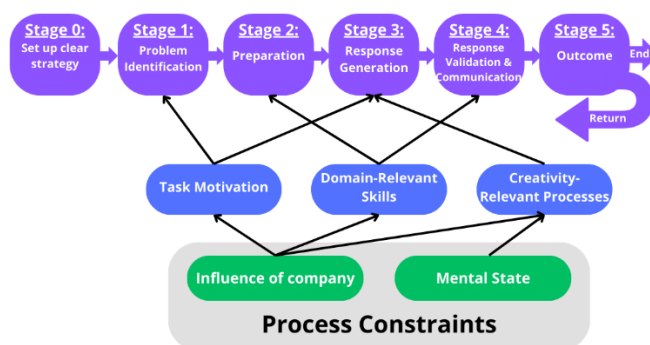 Stage 0:
Set up clear
strategy
Stage 1:
Problem
Identification
Stage 2:
Preparation
Stage 3:
Response
Generation
Stage 4:
Response
Validation &
Communication
Stage 5:
Outcome
End
Return
Task Motivation
Domain-Relevant
Skills
Creativity-
Relevant Processes
Influence of company
Mental State
Process Constraints